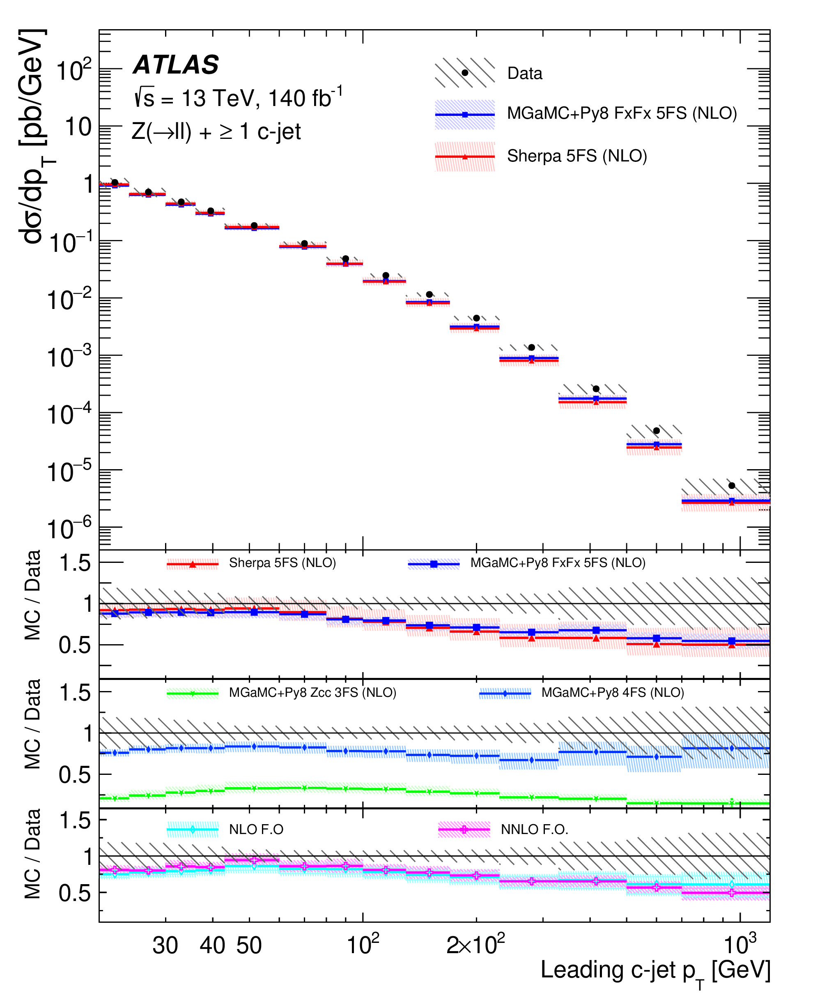 dσ/dp_T [pb/GeV]
10²
10
1
10⁻¹
10⁻²
10⁻³
10⁻⁴
10⁻⁵
10⁻⁶
ATLAS
√s = 13 TeV, 140 fb⁻¹
Z(→ll) + ≥ 1 c-jet
Data
MGaMC+Py8 FxFx 5FS (NLO)
Sherpa 5FS (NLO)
MC / Data
1.5
1
0.5
Sherpa 5FS (NLO)
MGaMC+Py8 FxFx 5FS (NLO)
MC / Data
1.5
1
0.5
MGaMC+Py8 Zcc 3FS (NLO)
MGaMC+Py8 4FS (NLO)
MC / Data
1.5
1
0.5
NLO F.O
NNLO F.O.
30 40 50 10² 2×10² 10³
Leading c-jet p_T [GeV]